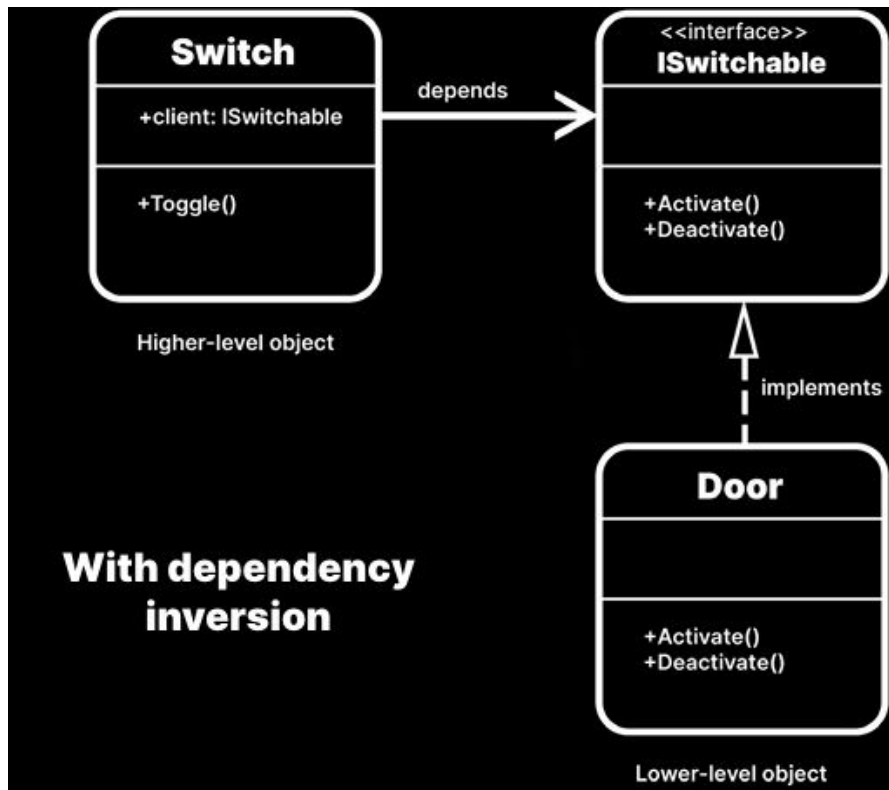 Switch
+client: ISwitchable
+Toggle()
Higher-level object
depends
<<interface>>
ISwitchable
+Activate()
+Deactivate()
implements
Door
+Activate()
+Deactivate()
Lower-level object
With dependency
inversion